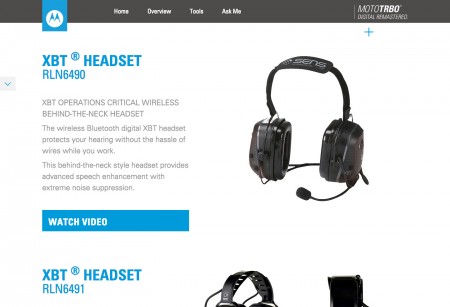 Home Overview Tools Ask Me
MOTOTRBO™
DIGITAL REMASTERED.
XBT ® HEADSET
RLN6490
XBT OPERATIONS CRITICAL WIRELESS
BEHIND-THE-NECK HEADSET
The wireless Bluetooth digital XBT headset
protects your hearing without the hassle of
wires while you work.
This behind-the-neck style headset provides
advanced speech enhancement with
extreme noise suppression.
WATCH VIDEO
SENS
XBT ® HEADSET
RLN6491